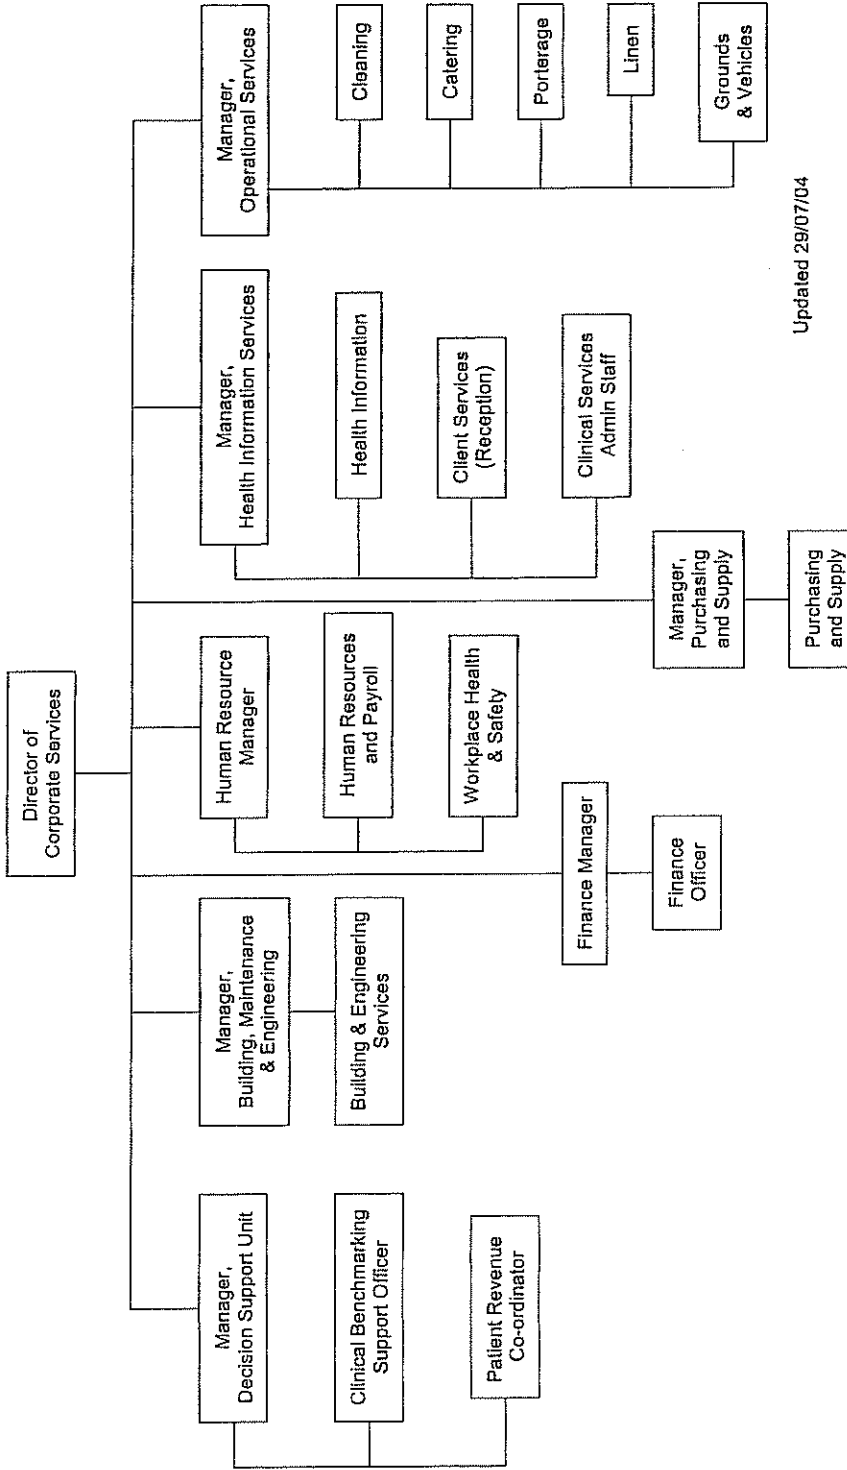 Director of
Corporate Services
Manager,
Decision Support Unit
Clinical Benchmarking
Support Officer
Patient Revenue
Co-ordinator
Manager,
Building, Maintenance
& Engineering
Building & Engineering
Services
Finance Manager
Finance
Officer
Human Resource
Manager
Human Resources
and Payroll
Workplace Health
& Safety
Manager,
Purchasing
and Supply
Purchasing
and Supply
Manager,
Health Information Services
Health Information
Client Services
(Reception)
Clinical Services
Admin Staff
Manager,
Operational Services
Cleaning
Catering
Porterage
Linen
Grounds
& Vehicles
Updated 29/07/04